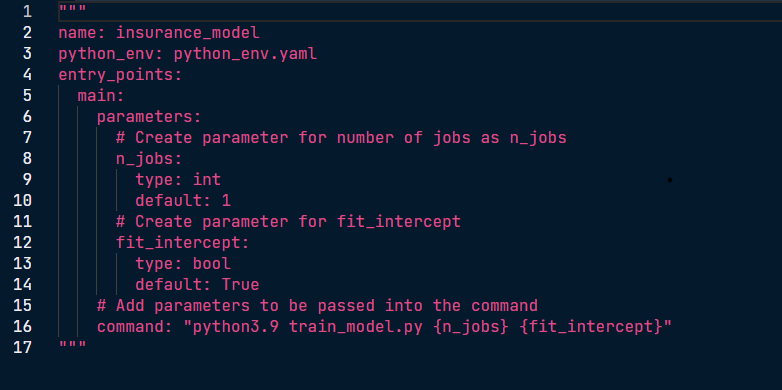 1 """
2 name: insurance_model
3 python_env: python_env.yaml
4 entry_points:
5   main:
6     parameters:
7       # Create parameter for number of jobs as n_jobs
8       n_jobs:
9         type: int
10         default: 1
11       # Create parameter for fit_intercept
12       fit_intercept:
13         type: bool
14         default: True
15     # Add parameters to be passed into the command
16     command: "python3.9 train_model.py {n_jobs} {fit_intercept}"
17 """